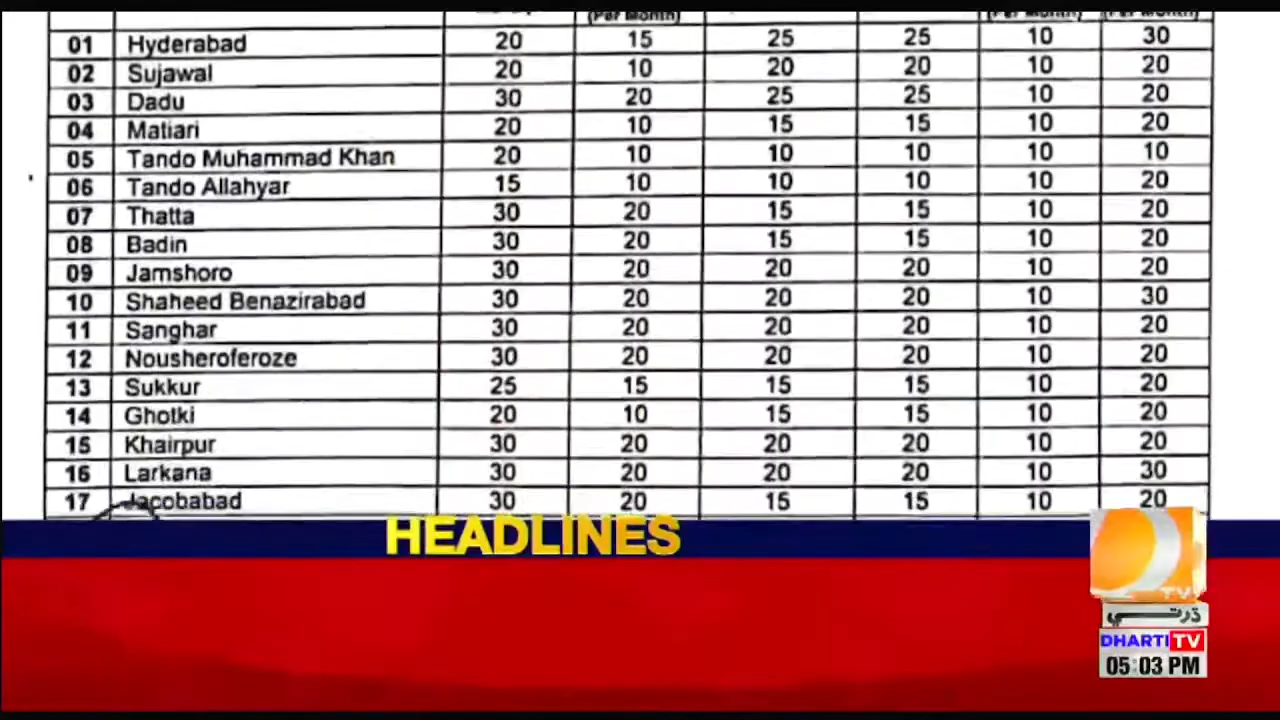 (Per Month) (Per Month) (Per Month)
01 Hyderabad 20 15 25 25 10 30
02 Sujawal 20 10 20 20 10 20
03 Dadu 30 20 25 25 10 20
04 Matiari 20 10 15 15 10 20
05 Tando Muhammad Khan 20 10 10 10 10 10
06 Tando Allahyar 15 10 10 10 10 20
07 Thatta 30 20 15 15 10 20
08 Badin 30 20 15 15 10 20
09 Jamshoro 30 20 20 20 10 20
10 Shaheed Benazirabad 30 20 20 20 10 30
11 Sanghar 30 20 20 20 10 20
12 Nousheroferoze 30 20 20 20 10 20
13 Sukkur 25 15 15 15 10 20
14 Ghotki 20 10 15 15 10 20
15 Khairpur 30 20 20 20 10 20
16 Larkana 30 20 20 20 10 30
17 Jacobabad 30 20 15 15 10 20
HEADLINES
TV
ڌرتي
DHARTI TV
05:03 PM